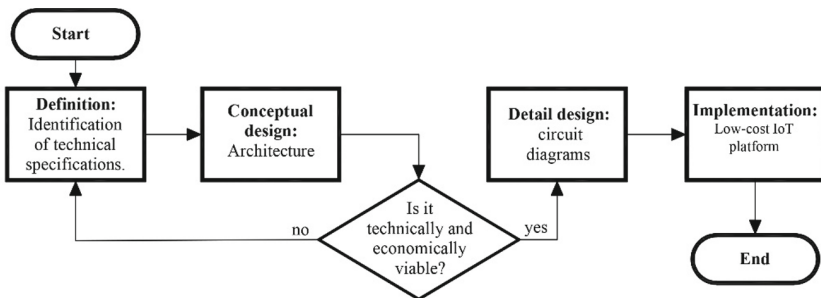 Start
Definition:
Identification
of technical
specifications.
Conceptual
design:
Architecture
Is it
technically and
economically
viable?
no
yes
Detail design:
circuit
diagrams
Implementation:
Low-cost IoT
platform
End